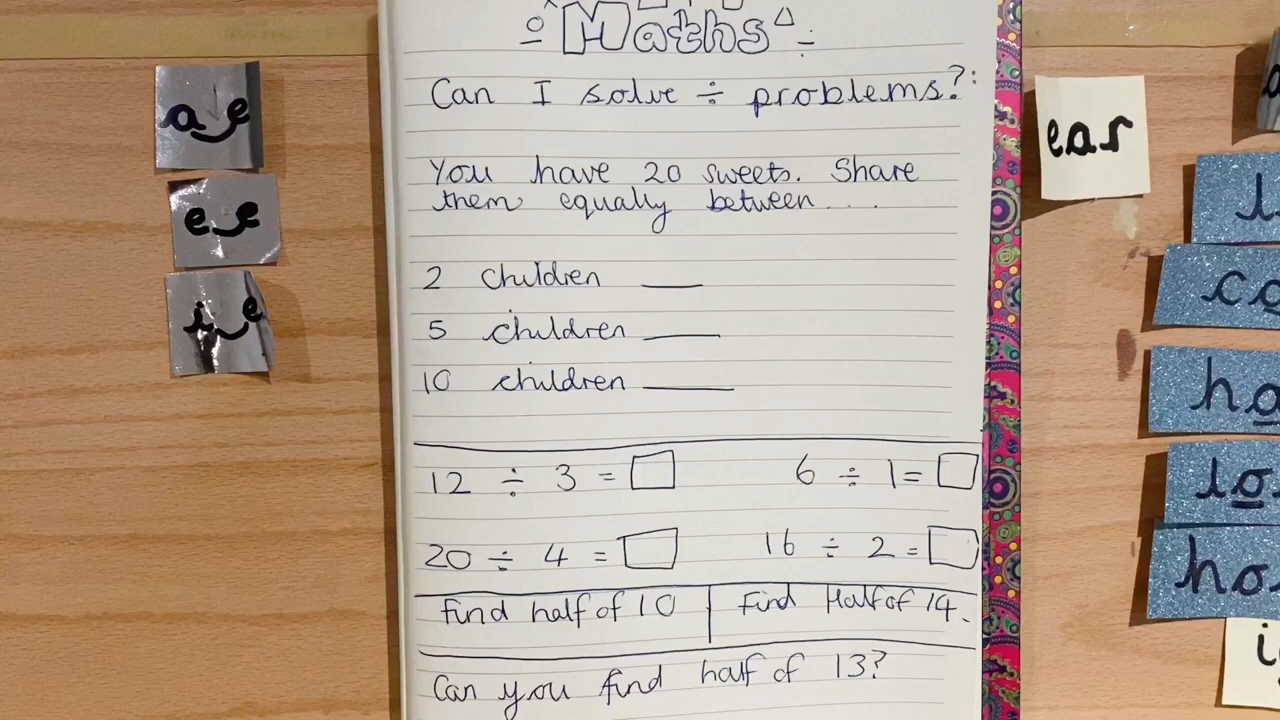 Maths
Can I solve ÷ problems?
You have 20 sweets. Share
them equally between...
2 children
5 children
10 children
12 ÷ 3 =
6 ÷ 1 =
20 ÷ 4 =
16 ÷ 2 =
Find half of 10
Find Half of 14.
Can you find half of 13?
a_e
e_e
i_e
ear